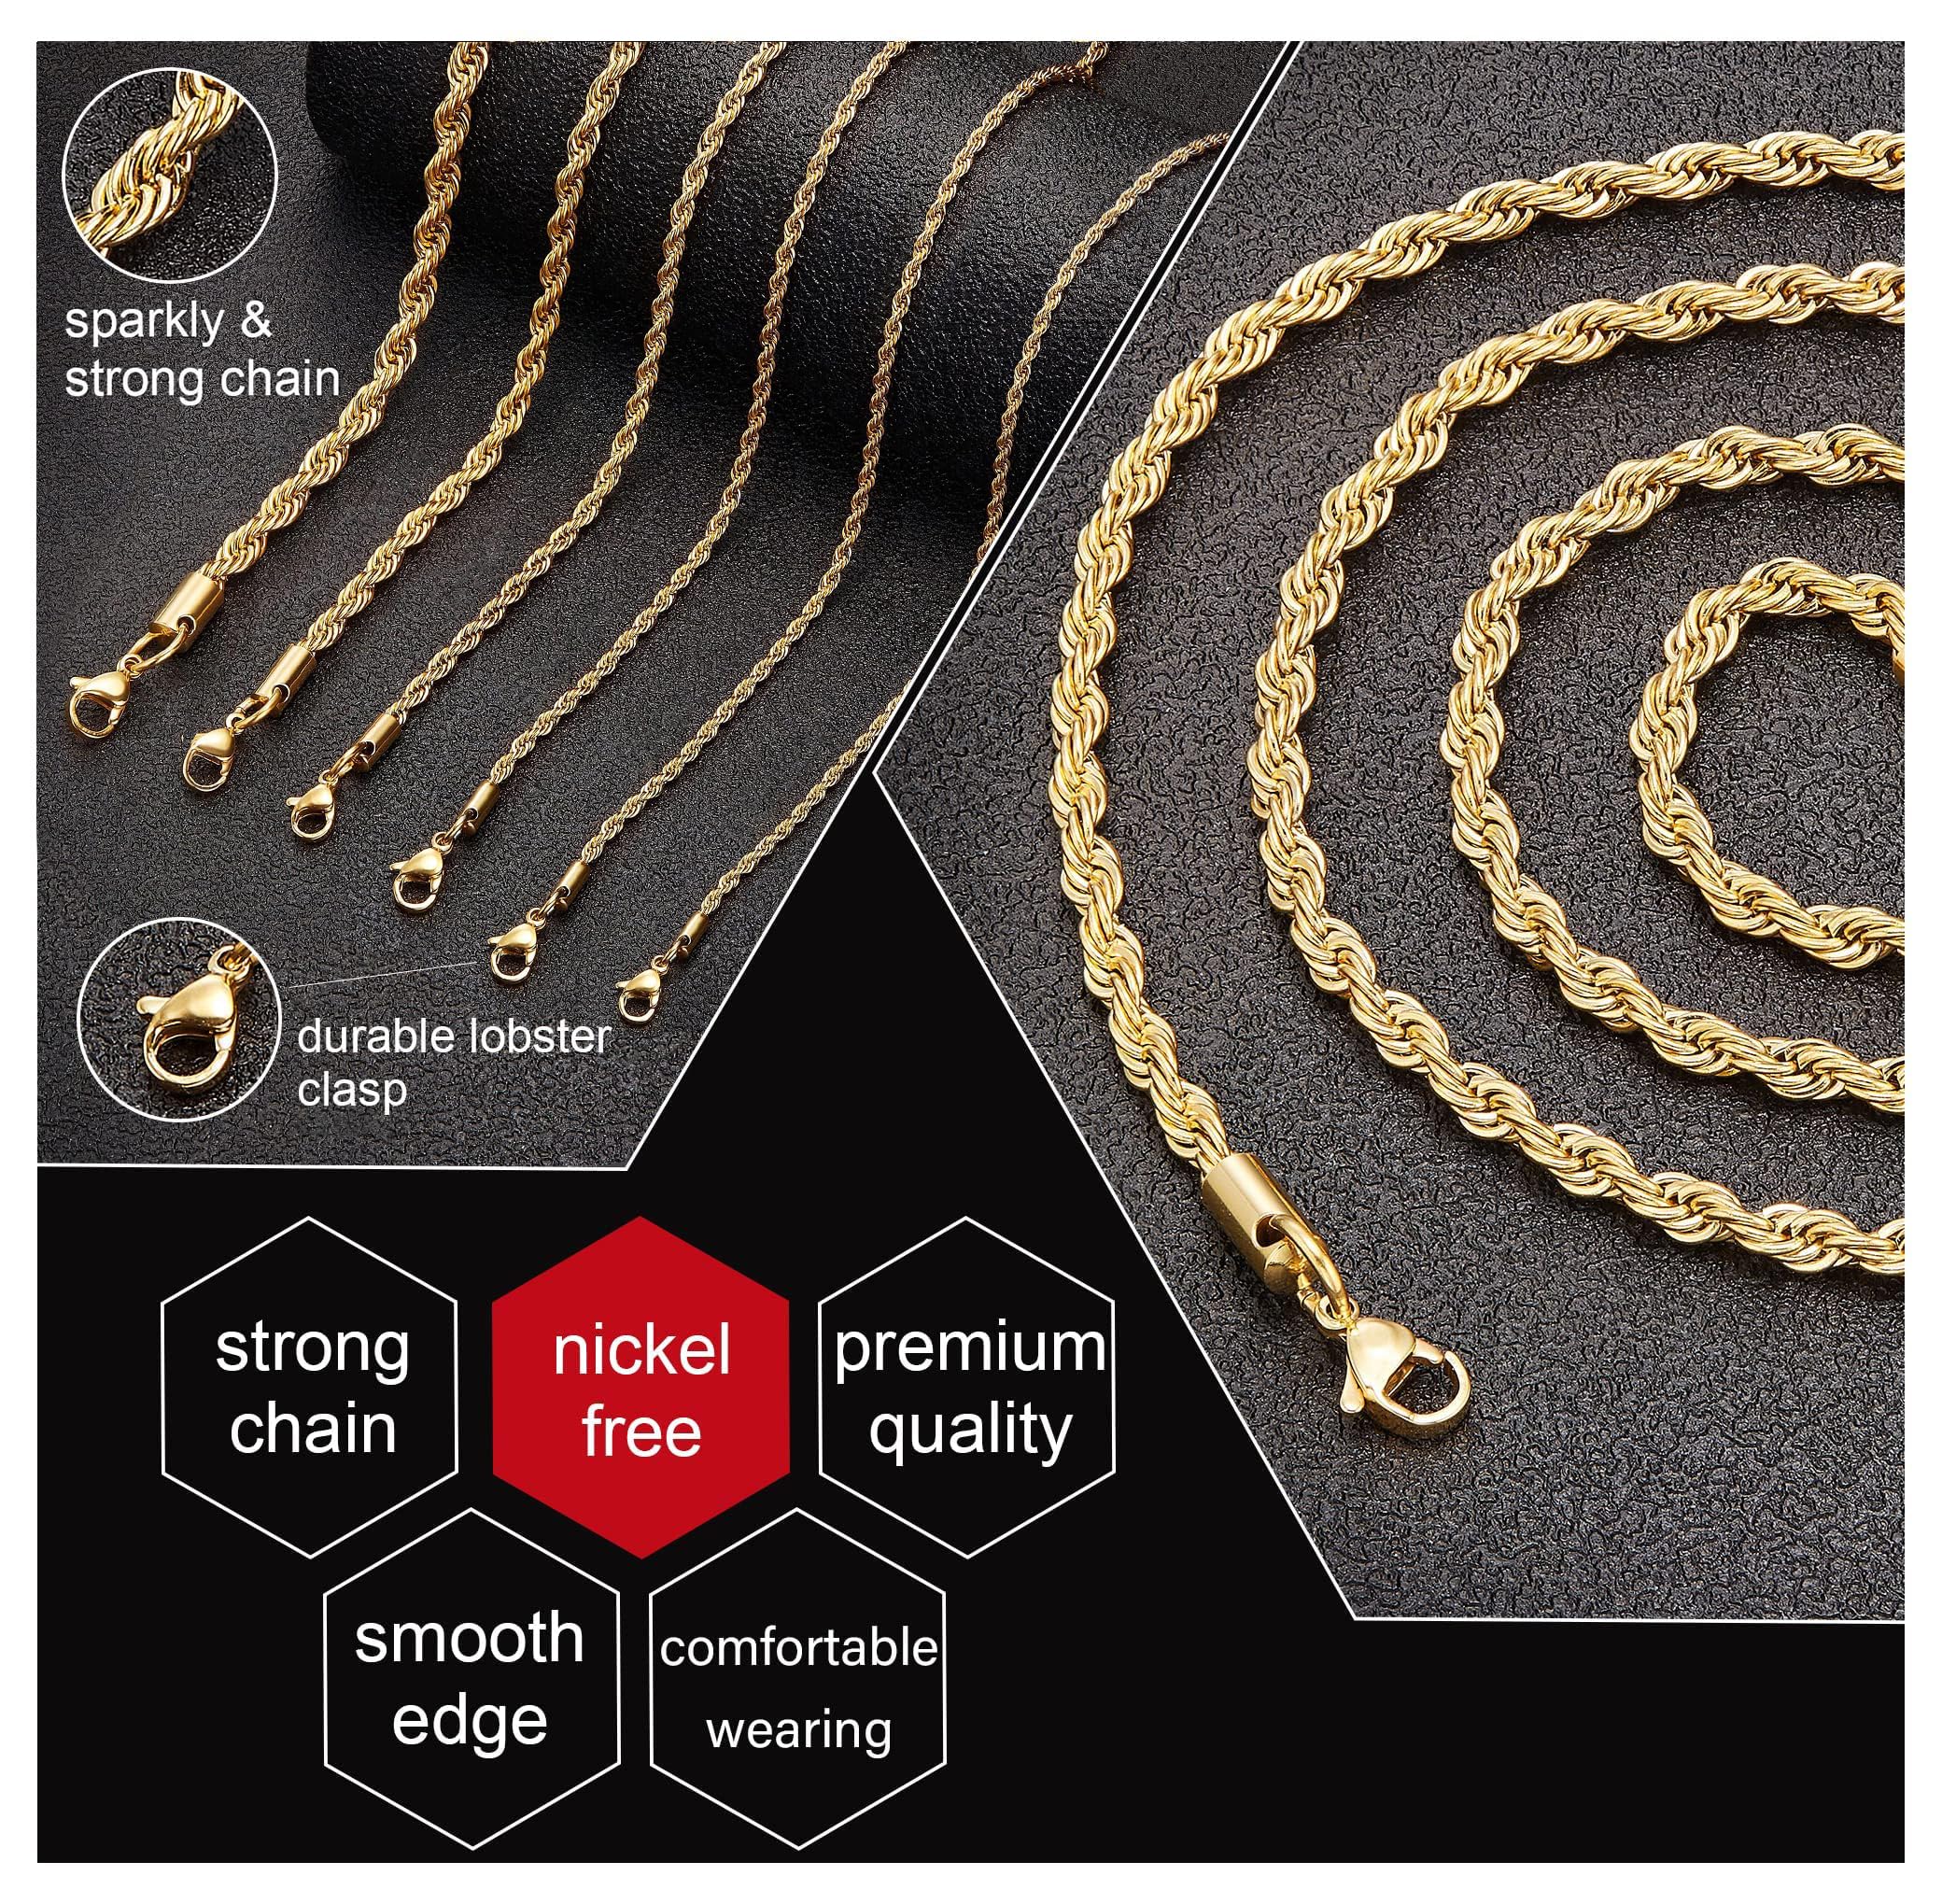 sparkly &
strong chain
durable lobster
clasp
strong
chain
nickel
free
premium
quality
smooth
edge
comfortable
wearing